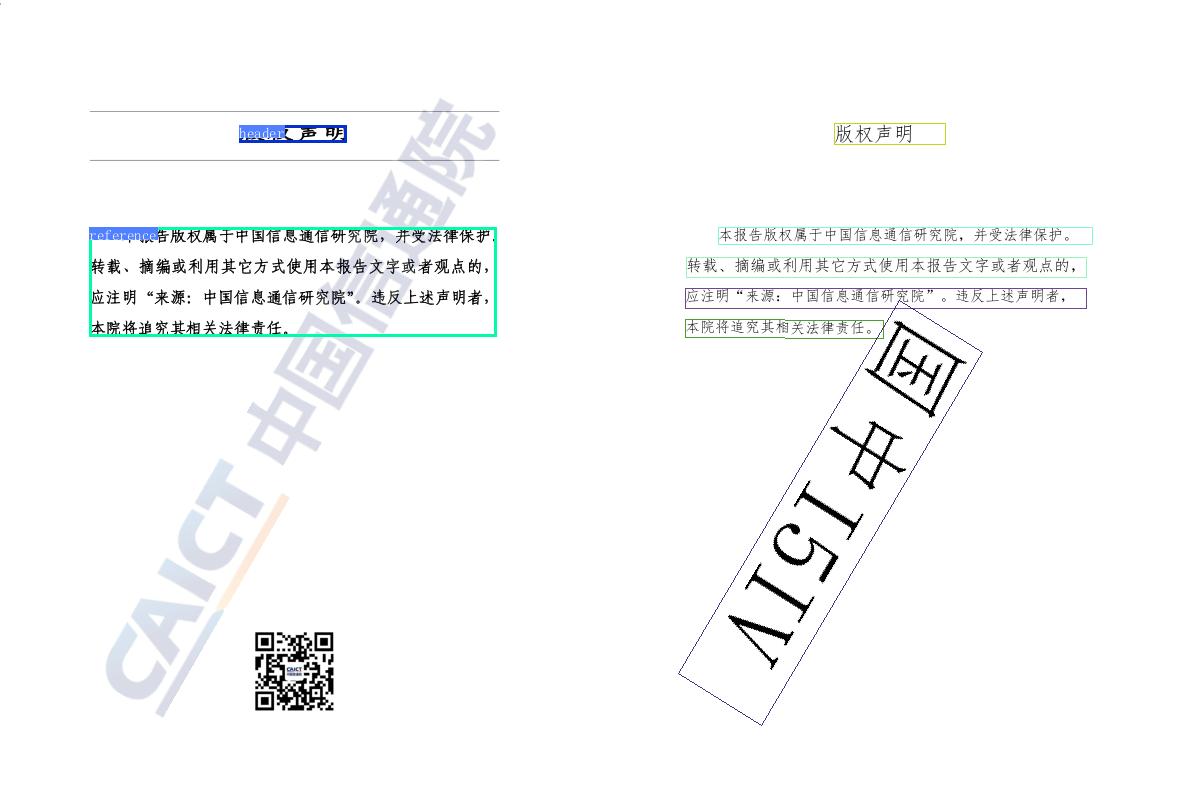 header
声明
reference
告版权属于中国信息通信研究院，并受法律保护.
转载、摘编或利用其它方式使用本报告文字或者观点的，
应注明“来源：中国信息通信研究院”。违反上述声明者，
本院将追究其相关法律责任。
CAICT 中国信通院
CAICT
版权声明
本报告版权属于中国信息通信研究院，并受法律保护。
转载、摘编或利用其它方式使用本报告文字或者观点的，
应注明“来源：中国信息通信研究院”。违反上述声明者，
本院将追究其相关法律责任。
国中I5IV